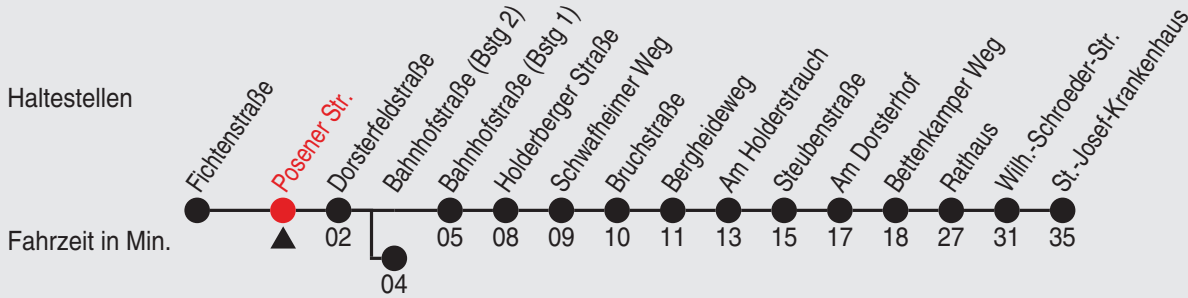 Haltestellen
Fichtenstraße
Posener Str.
Dorsterfeldstraße
Bahnhofstraße (Bstg 2)
Bahnhofstraße (Bstg 1)
Holderberger Straße
Schwafheimer Weg
Bruchstraße
Bergheideweg
Am Holderstrauch
Steubenstraße
Am Dorsterhof
Bettenkamper Weg
Rathaus
Wilh.-Schroeder-Str.
St.-Josef-Krankenhaus
Fahrzeit in Min.
02
04
05
08
09
10
11
13
15
17
18
27
31
35